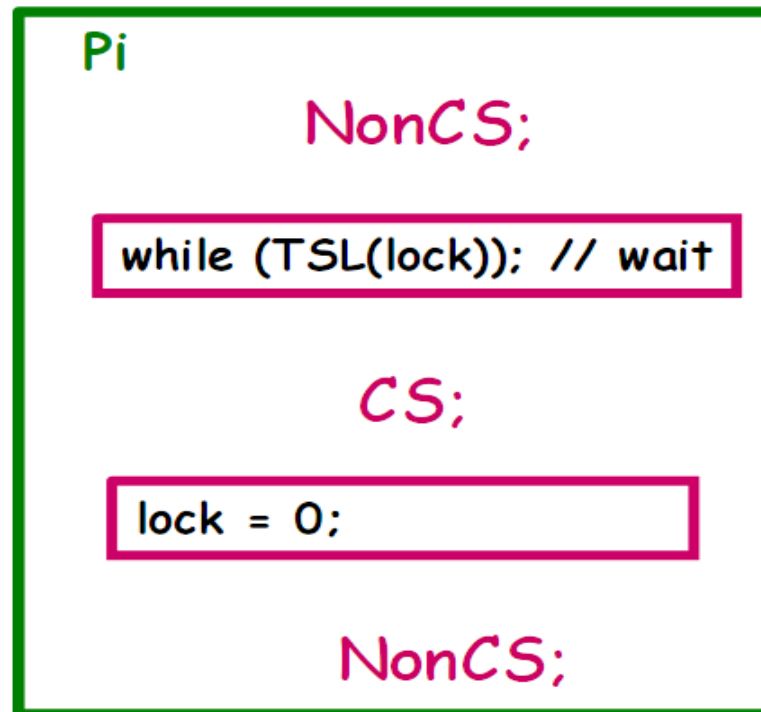 Pi
NonCS;
while (TSL(lock)); // wait
CS;
lock = 0;
NonCS;